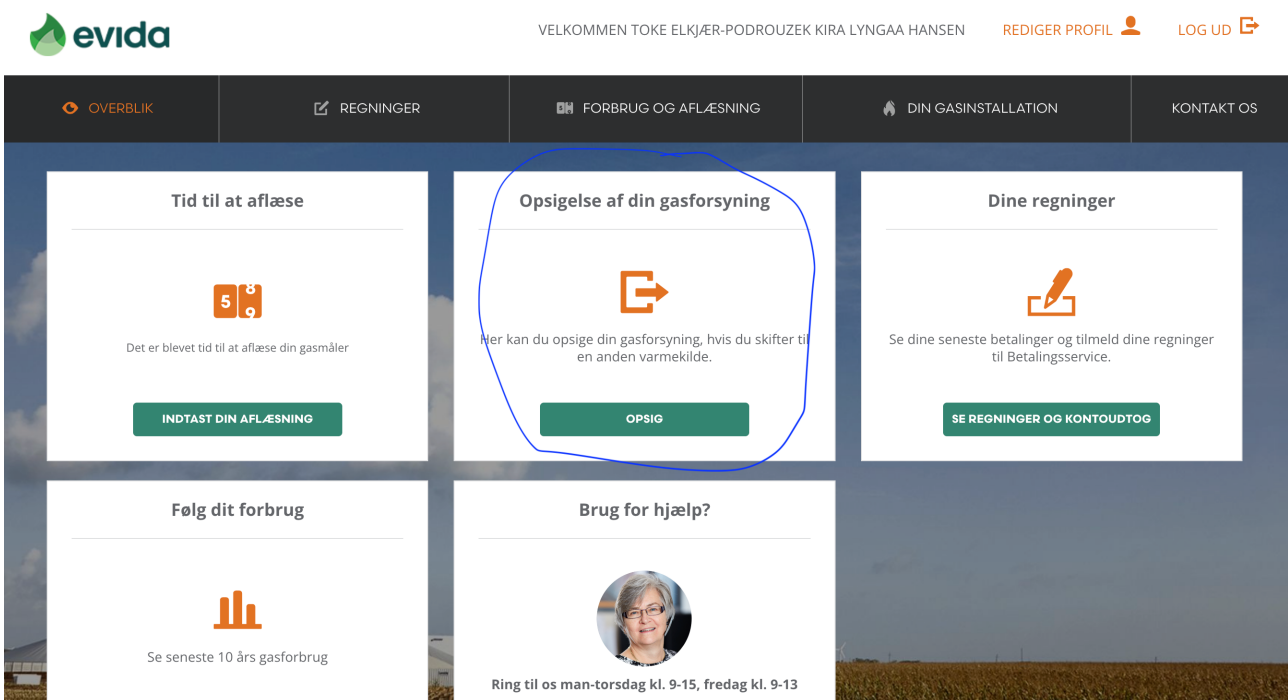 evida
VELKOMMEN TOKE ELKJÆR-PODROUZEK KIRA LYNGAA HANSEN
REDIGER PROFIL
LOG UD
OVERBLIK
REGNINGER
FORBRUG OG AFLÆSNING
DIN GASINSTALLATION
KONTAKT OS
Tid til at aflæse
5 8
9
Det er blevet tid til at aflæse din gasmåler
INDTAST DIN AFLÆSNING
Opsigelse af din gasforsyning
Her kan du opsige din gasforsyning, hvis du skifter til
en anden varmekilde.
OPSIG
Dine regninger
Se dine seneste betalinger og tilmeld dine regninger
til Betalingsservice.
SE REGNINGER OG KONTOUDTOG
Følg dit forbrug
Se seneste 10 års gasforbrug
Brug for hjælp?
Ring til os man-torsdag kl. 9-15, fredag kl. 9-13